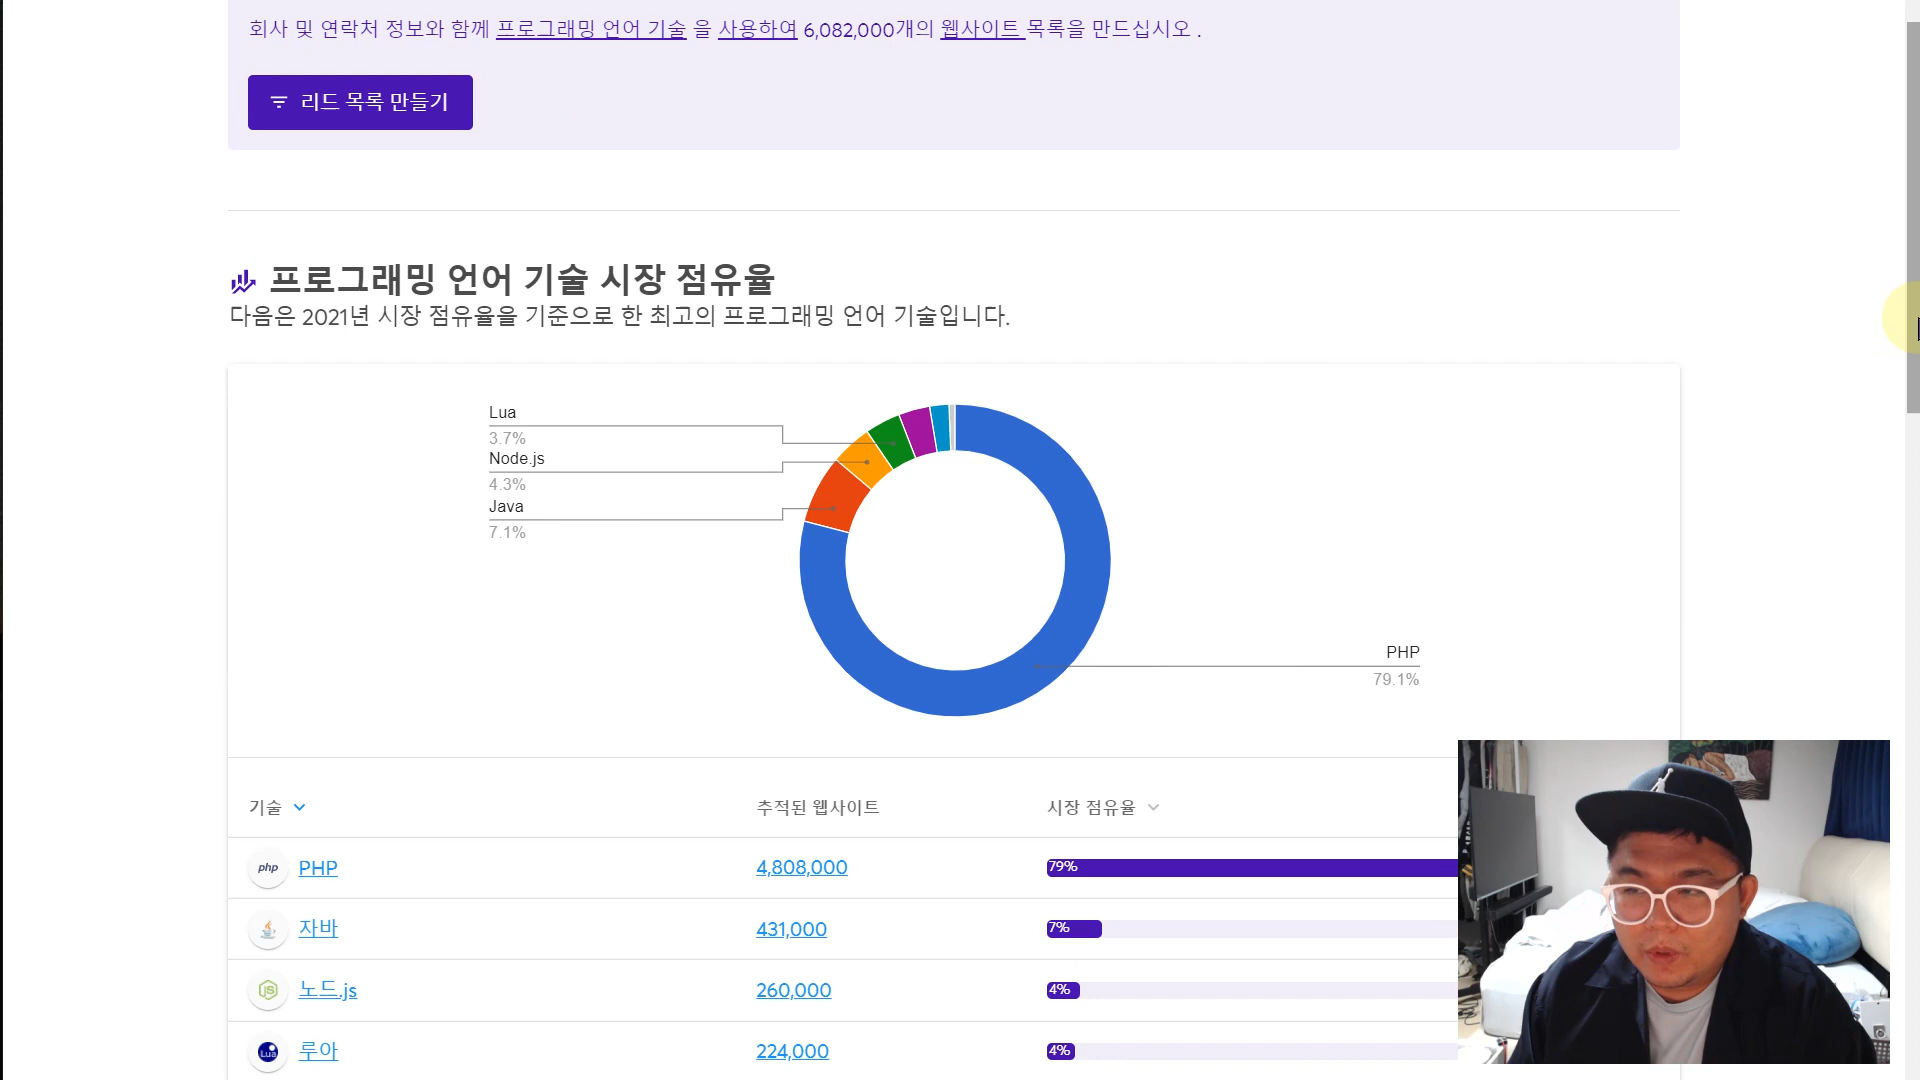 회사 및 연락처 정보와 함께 프로그래밍 언어 기술 을 사용하여 6,082,000개의 웹사이트 목록을 만드십시오 .
리드 목록 만들기
프로그래밍 언어 기술 시장 점유율
다음은 2021년 시장 점유율을 기준으로 한 최고의 프로그래밍 언어 기술입니다.
Lua
3.7%
Node.js
4.3%
Java
7.1%
PHP
79.1%
기술 추적된 웹사이트 시장 점유율
php PHP 4,808,000 79%
자바 431,000 7%
JS 노드.js 260,000 4%
Lua 루아 224,000 4%